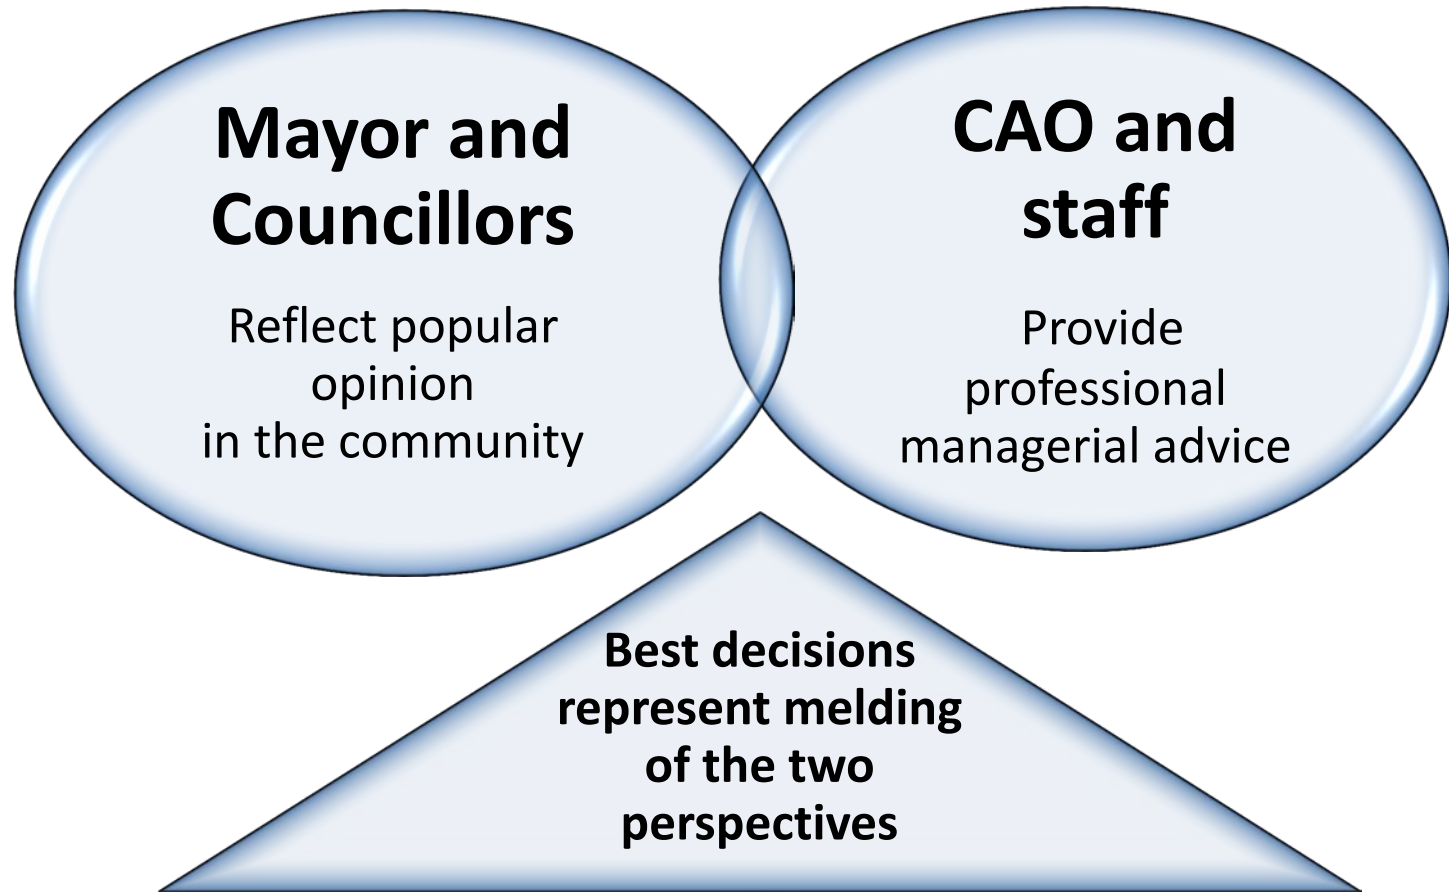 Mayor and
Councillors
Reflect popular
opinion
in the community
CAO and
staff
Provide
professional
managerial advice
Best decisions
represent melding
of the two
perspectives